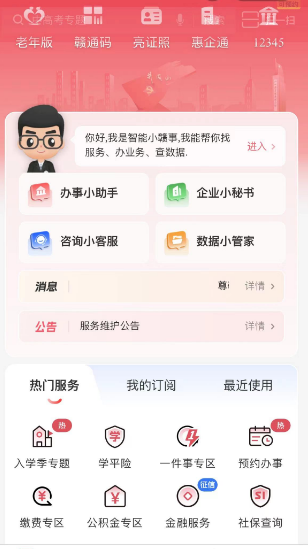 高考专题
老年版 赣通码 亮证照 惠企通 12345
你好,我是智能小赣事,我能帮你找
服务、办业务、查数据.
进入 >
办事小助手 企业小秘书
咨询小客服 数据小管家
消息 详情 >
公告 服务维护公告 详情 >
热门服务 我的订阅 最近使用
热 热
入学季专题 学平险 一件事专区 预约办事
征信
缴费专区 公积金专区 金融服务 社保查询